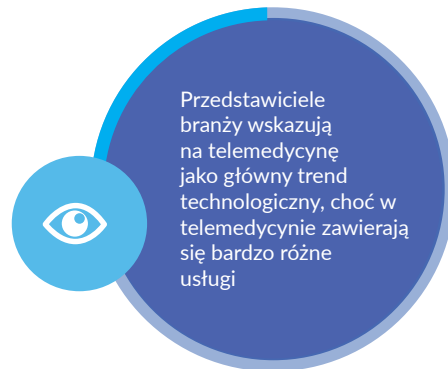 Przedstawiciele
branży wskazują
na telemedycynę
jako główny trend
technologiczny, choć w
telemedycynie zawierają
się bardzo różne
usługi